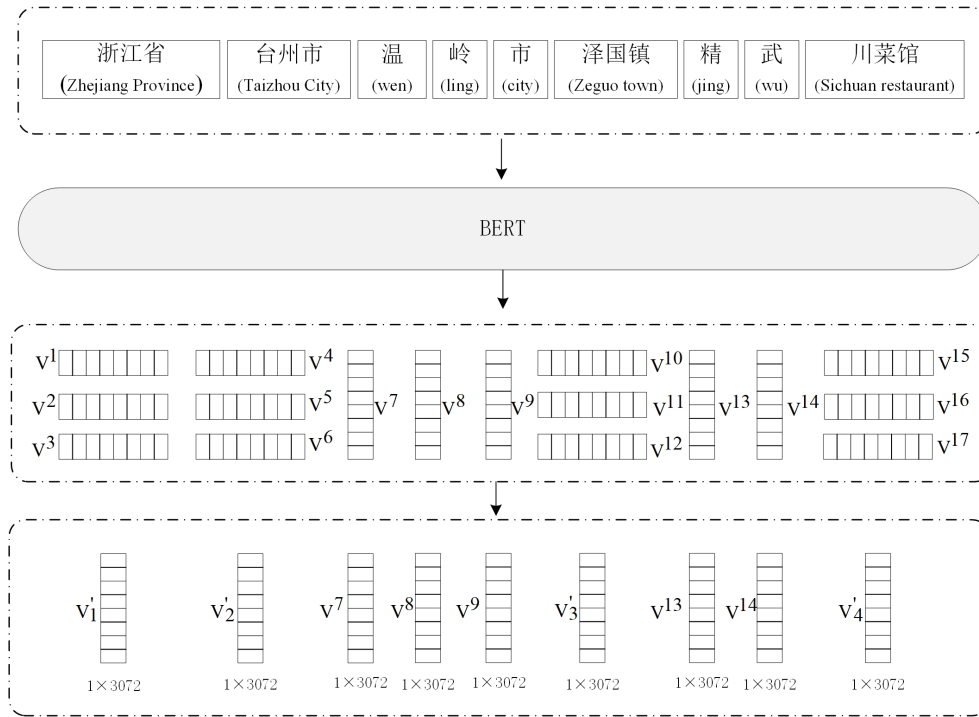 浙江省 台州市 温 岭 市 泽国镇 精 武 川菜馆
(Zhejiang Province) (Taizhou City) (wen) (ling) (city) (Zeguo town) (jing) (wu) (Sichuan restaurant)
BERT
V¹ V⁴ V¹⁰ V¹⁵
V² V⁵ V⁷ V⁸ V⁹ V¹¹ V¹³ V¹⁴ V¹⁶
V³ V⁶ V¹² V¹⁷
V'₁ V'₂ V⁷ V⁸ V⁹ V'₃ V¹³ V¹⁴ V'₄
1×3072 1×3072 1×3072 1×3072 1×3072 1×3072 1×3072 1×3072 1×3072